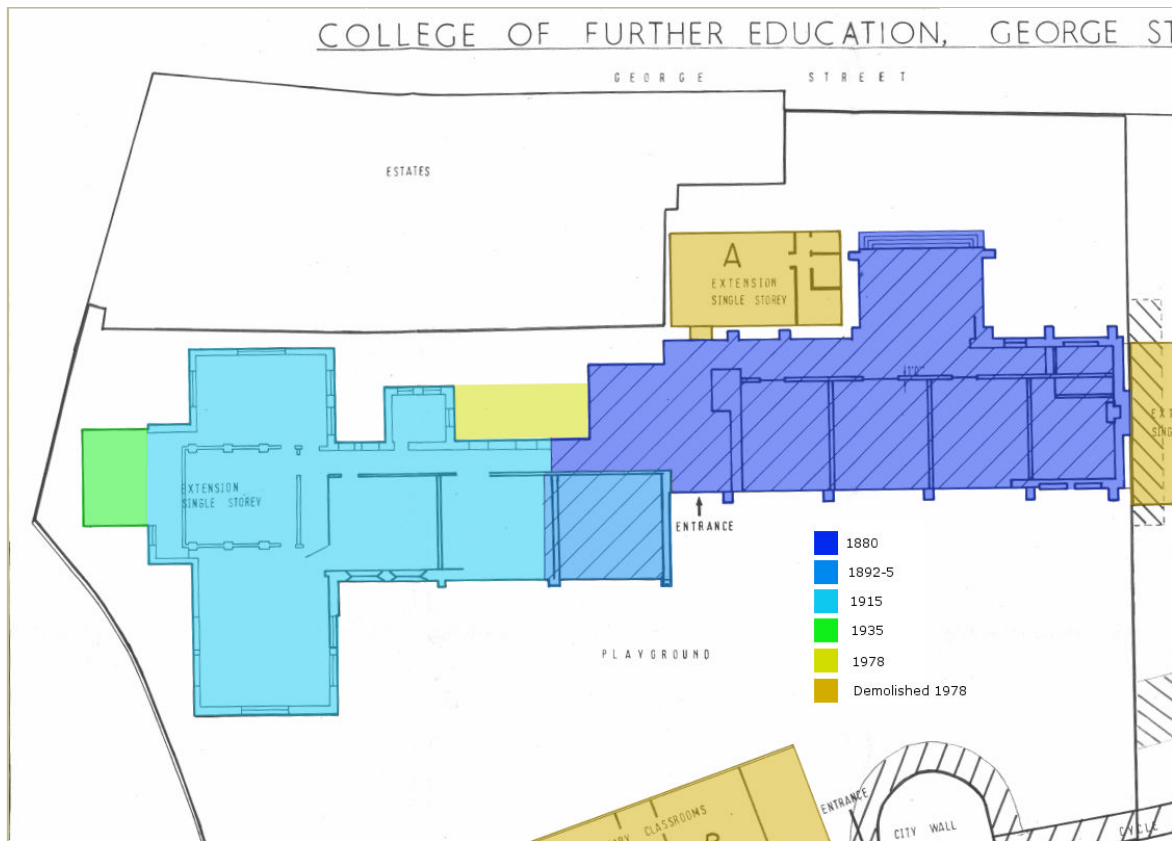 COLLEGE OF FURTHER EDUCATION, GEORGE ST
GEORGE STREET
ESTATES
A
EXTENSION
SINGLE STOREY
EXTENSION
SINGLE STOREY
ENTRANCE
1880
1892-5
1915
1935
1978
Demolished 1978
PLAYGROUND
CLASSROOMS
ENTRANCE
CITY WALL
CYCLE